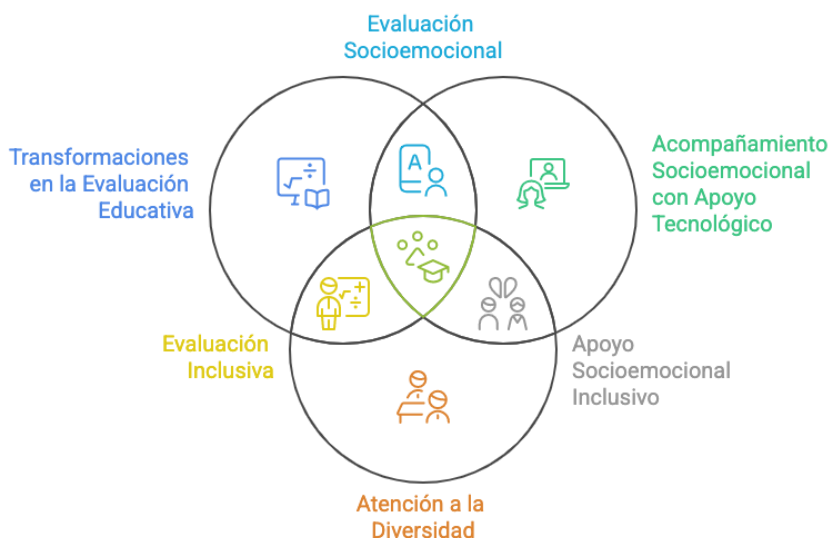 Evaluación
Socioemocional
Transformaciones
en la Evaluación
Educativa
Acompañamiento
Socioemocional
con Apoyo
Tecnológico
A
Evaluación
Inclusiva
Apoyo
Socioemocional
Inclusivo
Atención a la
Diversidad